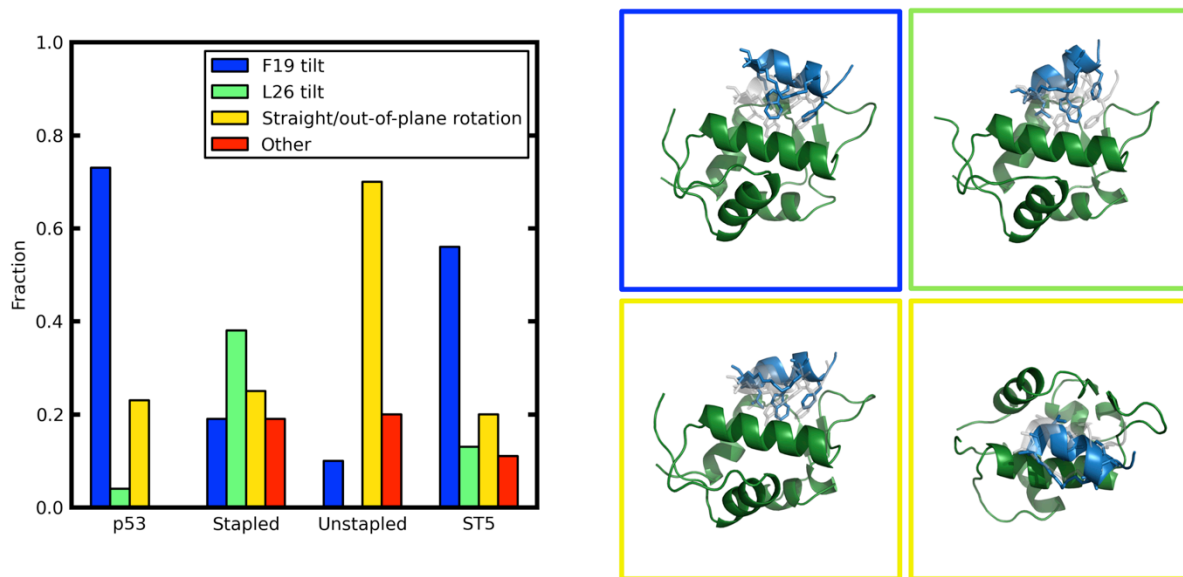 1.0
0.8
0.6
0.4
0.2
0.0
Fraction
F19 tilt
L26 tilt
Straight/out-of-plane rotation
Other
p53
Stapled
Unstapled
ST5